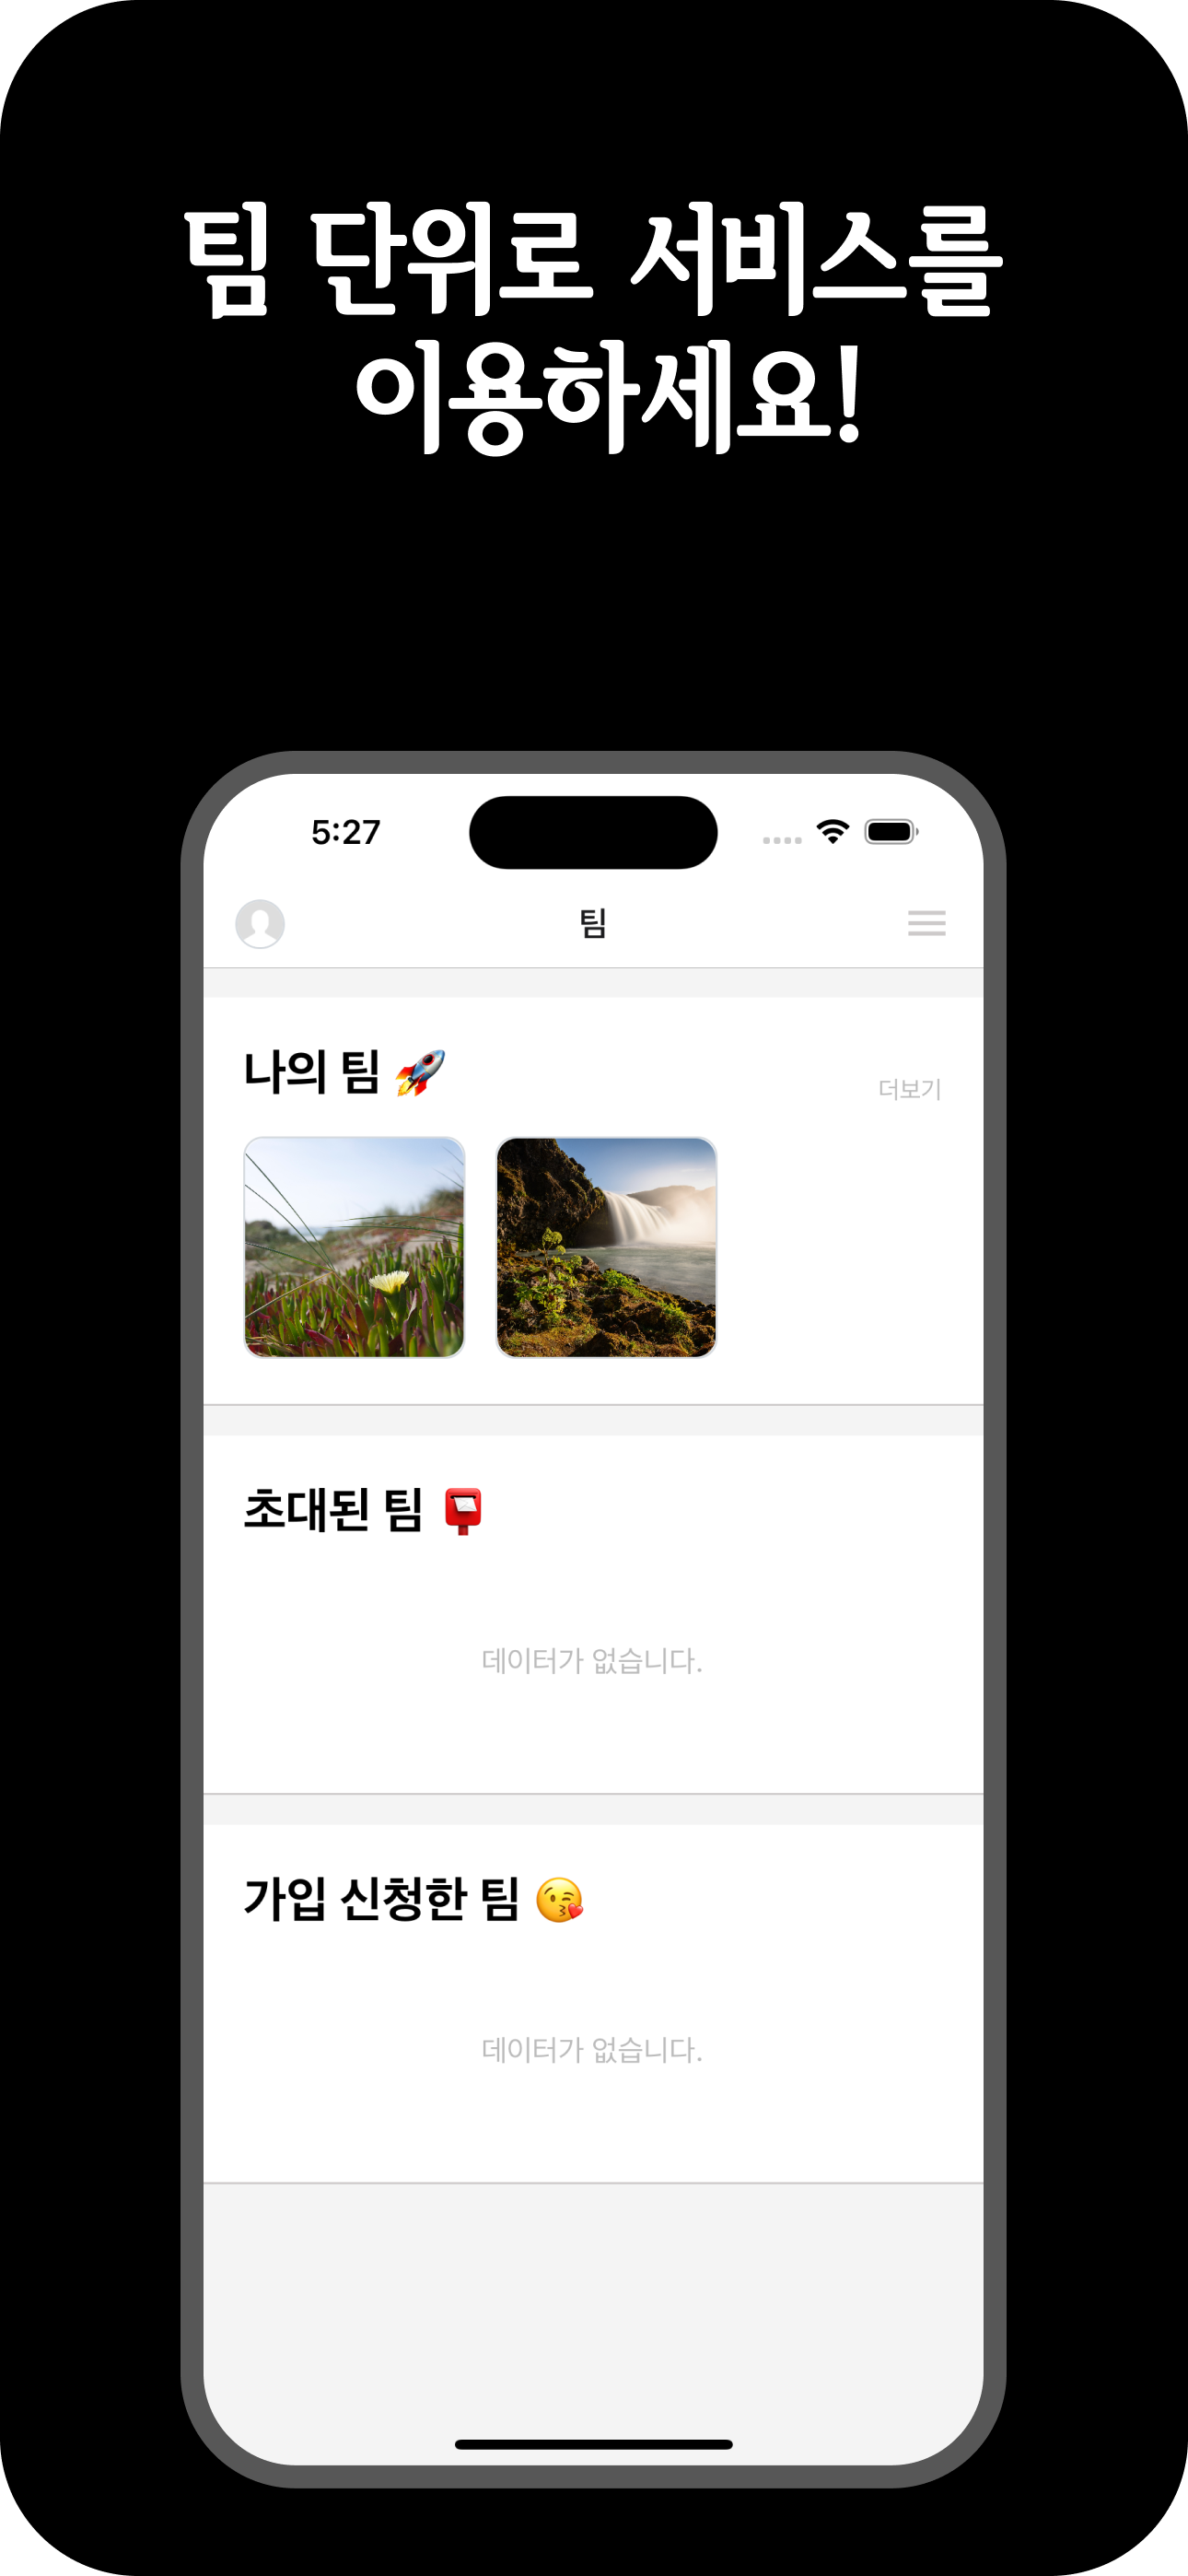 팀 단위로 서비스를
이용하세요!
5:27
팀
나의 팀 🚀
더보기
초대된 팀 📮
데이터가 없습니다.
가입 신청한 팀 😘
데이터가 없습니다.